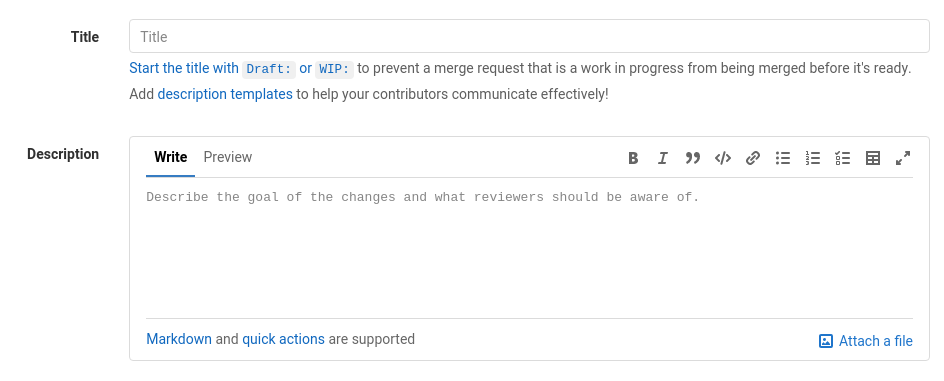 Title
Title
Start the title with Draft: or WIP: to prevent a merge request that is a work in progress from being merged before it's ready.
Add description templates to help your contributors communicate effectively!
Description
Write Preview
Describe the goal of the changes and what reviewers should be aware of.
Markdown and quick actions are supported
Attach a file